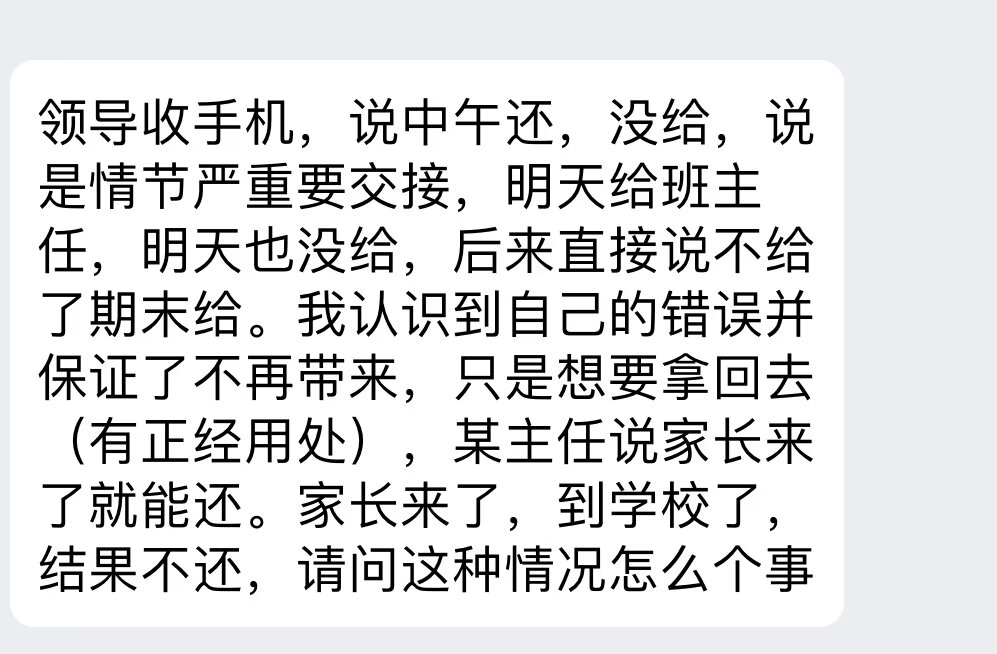 领导收手机，说中午还，没给，说
是情节严重要交接，明天给班主
任，明天也没给，后来直接说不给
了期末给。我认识到自己的错误并
保证了不再带来，只是想要拿回去
（有正经用处），某主任说家长来
了就能还。家长来了，到学校了，
结果不还，请问这种情况怎么个事